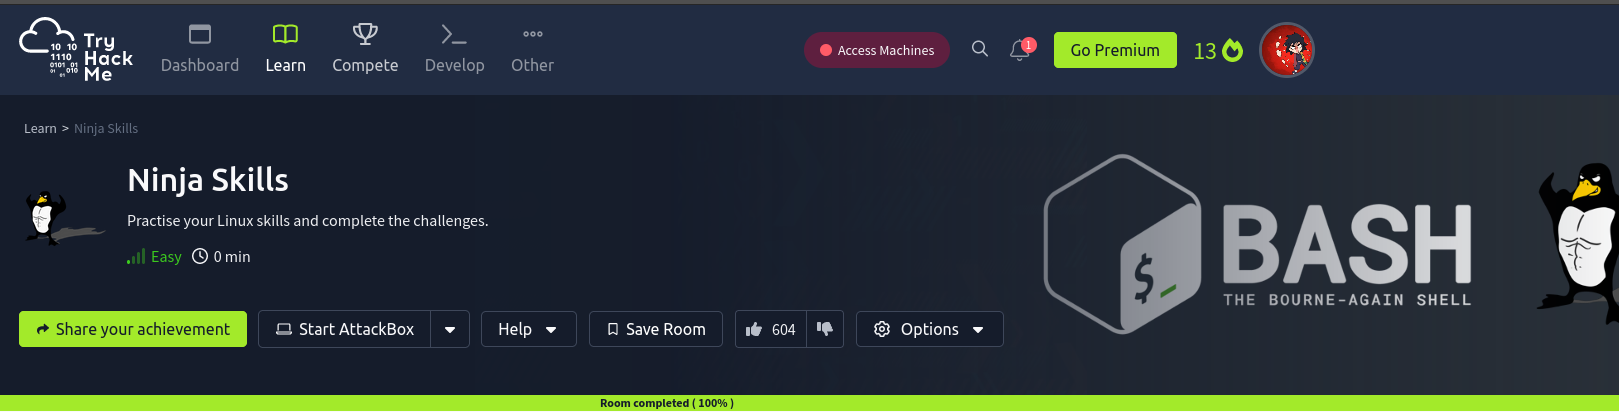 Try Hack Me
10 10
1110
0101 01
01 010
01
Dashboard
Learn
Compete
Develop
Other
Access Machines
1
Go Premium
13
Learn > Ninja Skills
Ninja Skills
Practise your Linux skills and complete the challenges.
Easy
0 min
$_
BASH
THE BOURNE-AGAIN SHELL
Share your achievement
Start AttackBox
Help
Save Room
604
Options
Room completed ( 100% )